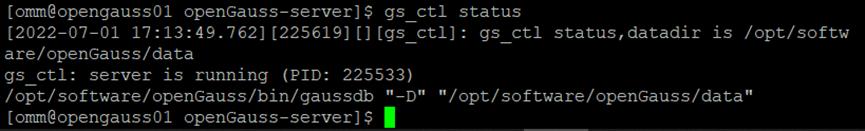 [omm@opengauss01 openGauss-server]$ gs_ctl status
[2022-07-01 17:13:49.762][225619][][gs_ctl]: gs_ctl status,datadir is /opt/softw
are/openGauss/data
gs_ctl: server is running (PID: 225533)
/opt/software/openGauss/bin/gaussdb "-D" "/opt/software/openGauss/data"
[omm@opengauss01 openGauss-server]$